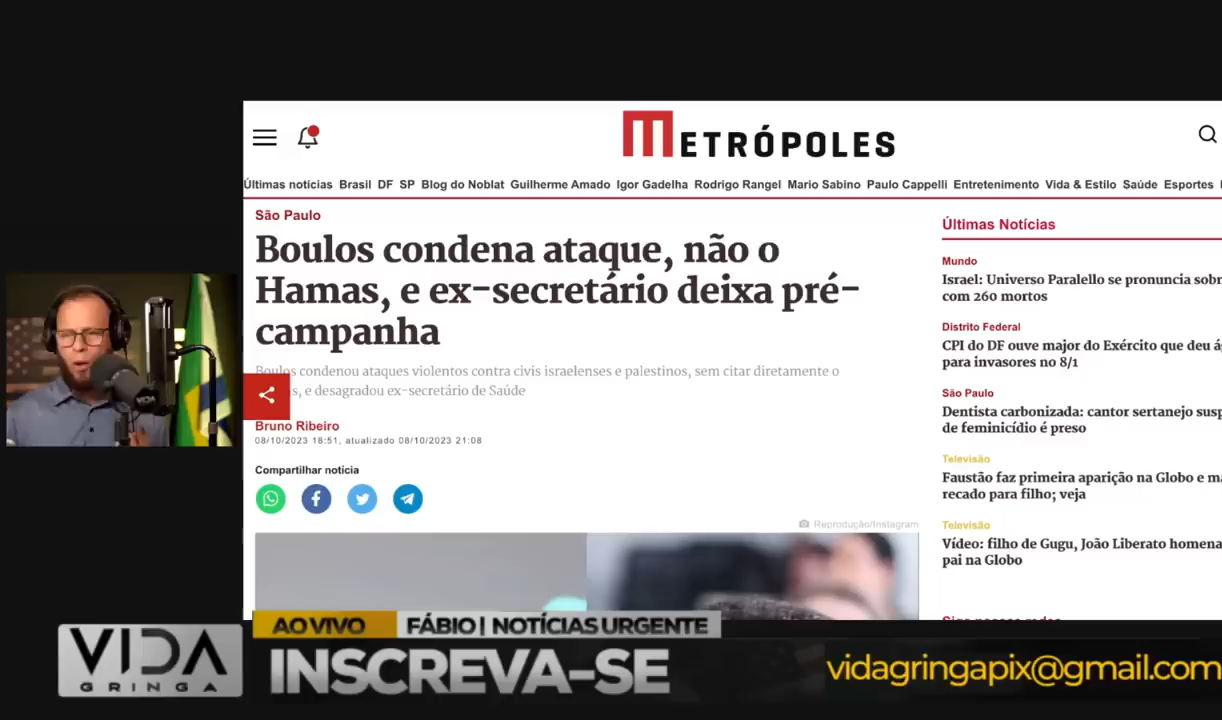 METRÓPOLES
Últimas notícias Brasil DF SP Blog do Noblat Guilherme Amado Igor Gadelha Rodrigo Rangel Mario Sabino Paulo Cappelli Entretenimento Vida & Estilo Saúde Esportes
São Paulo
Boulos condena ataque, não o
Hamas, e ex-secretário deixa pré-
campanha
Boulos condenou ataques violentos contra civis israelenses e palestinos, sem citar diretamente o
s, e desagradou ex-secretário de Saúde
Bruno Ribeiro
08/10/2023 18:51, atualizado 08/10/2023 21:08
Compartilhar notícia
Reprodução/Instagram
Últimas Notícias
Mundo
Israel: Universo Paralello se pronuncia sobr
com 260 mortos
Distrito Federal
CPI do DF ouve major do Exército que deu á
para invasores no 8/1
São Paulo
Dentista carbonizada: cantor sertanejo susp
de feminicídio é preso
Televisão
Faustão faz primeira aparição na Globo e ma
recado para filho; veja
Televisão
Vídeo: filho de Gugu, João Liberato homena
pai na Globo
AO VIVO FÁBIO | NOTÍCIAS URGENTE
VIDA
GRINGA
INSCREVA-SE
vidagringapix@gmail.com